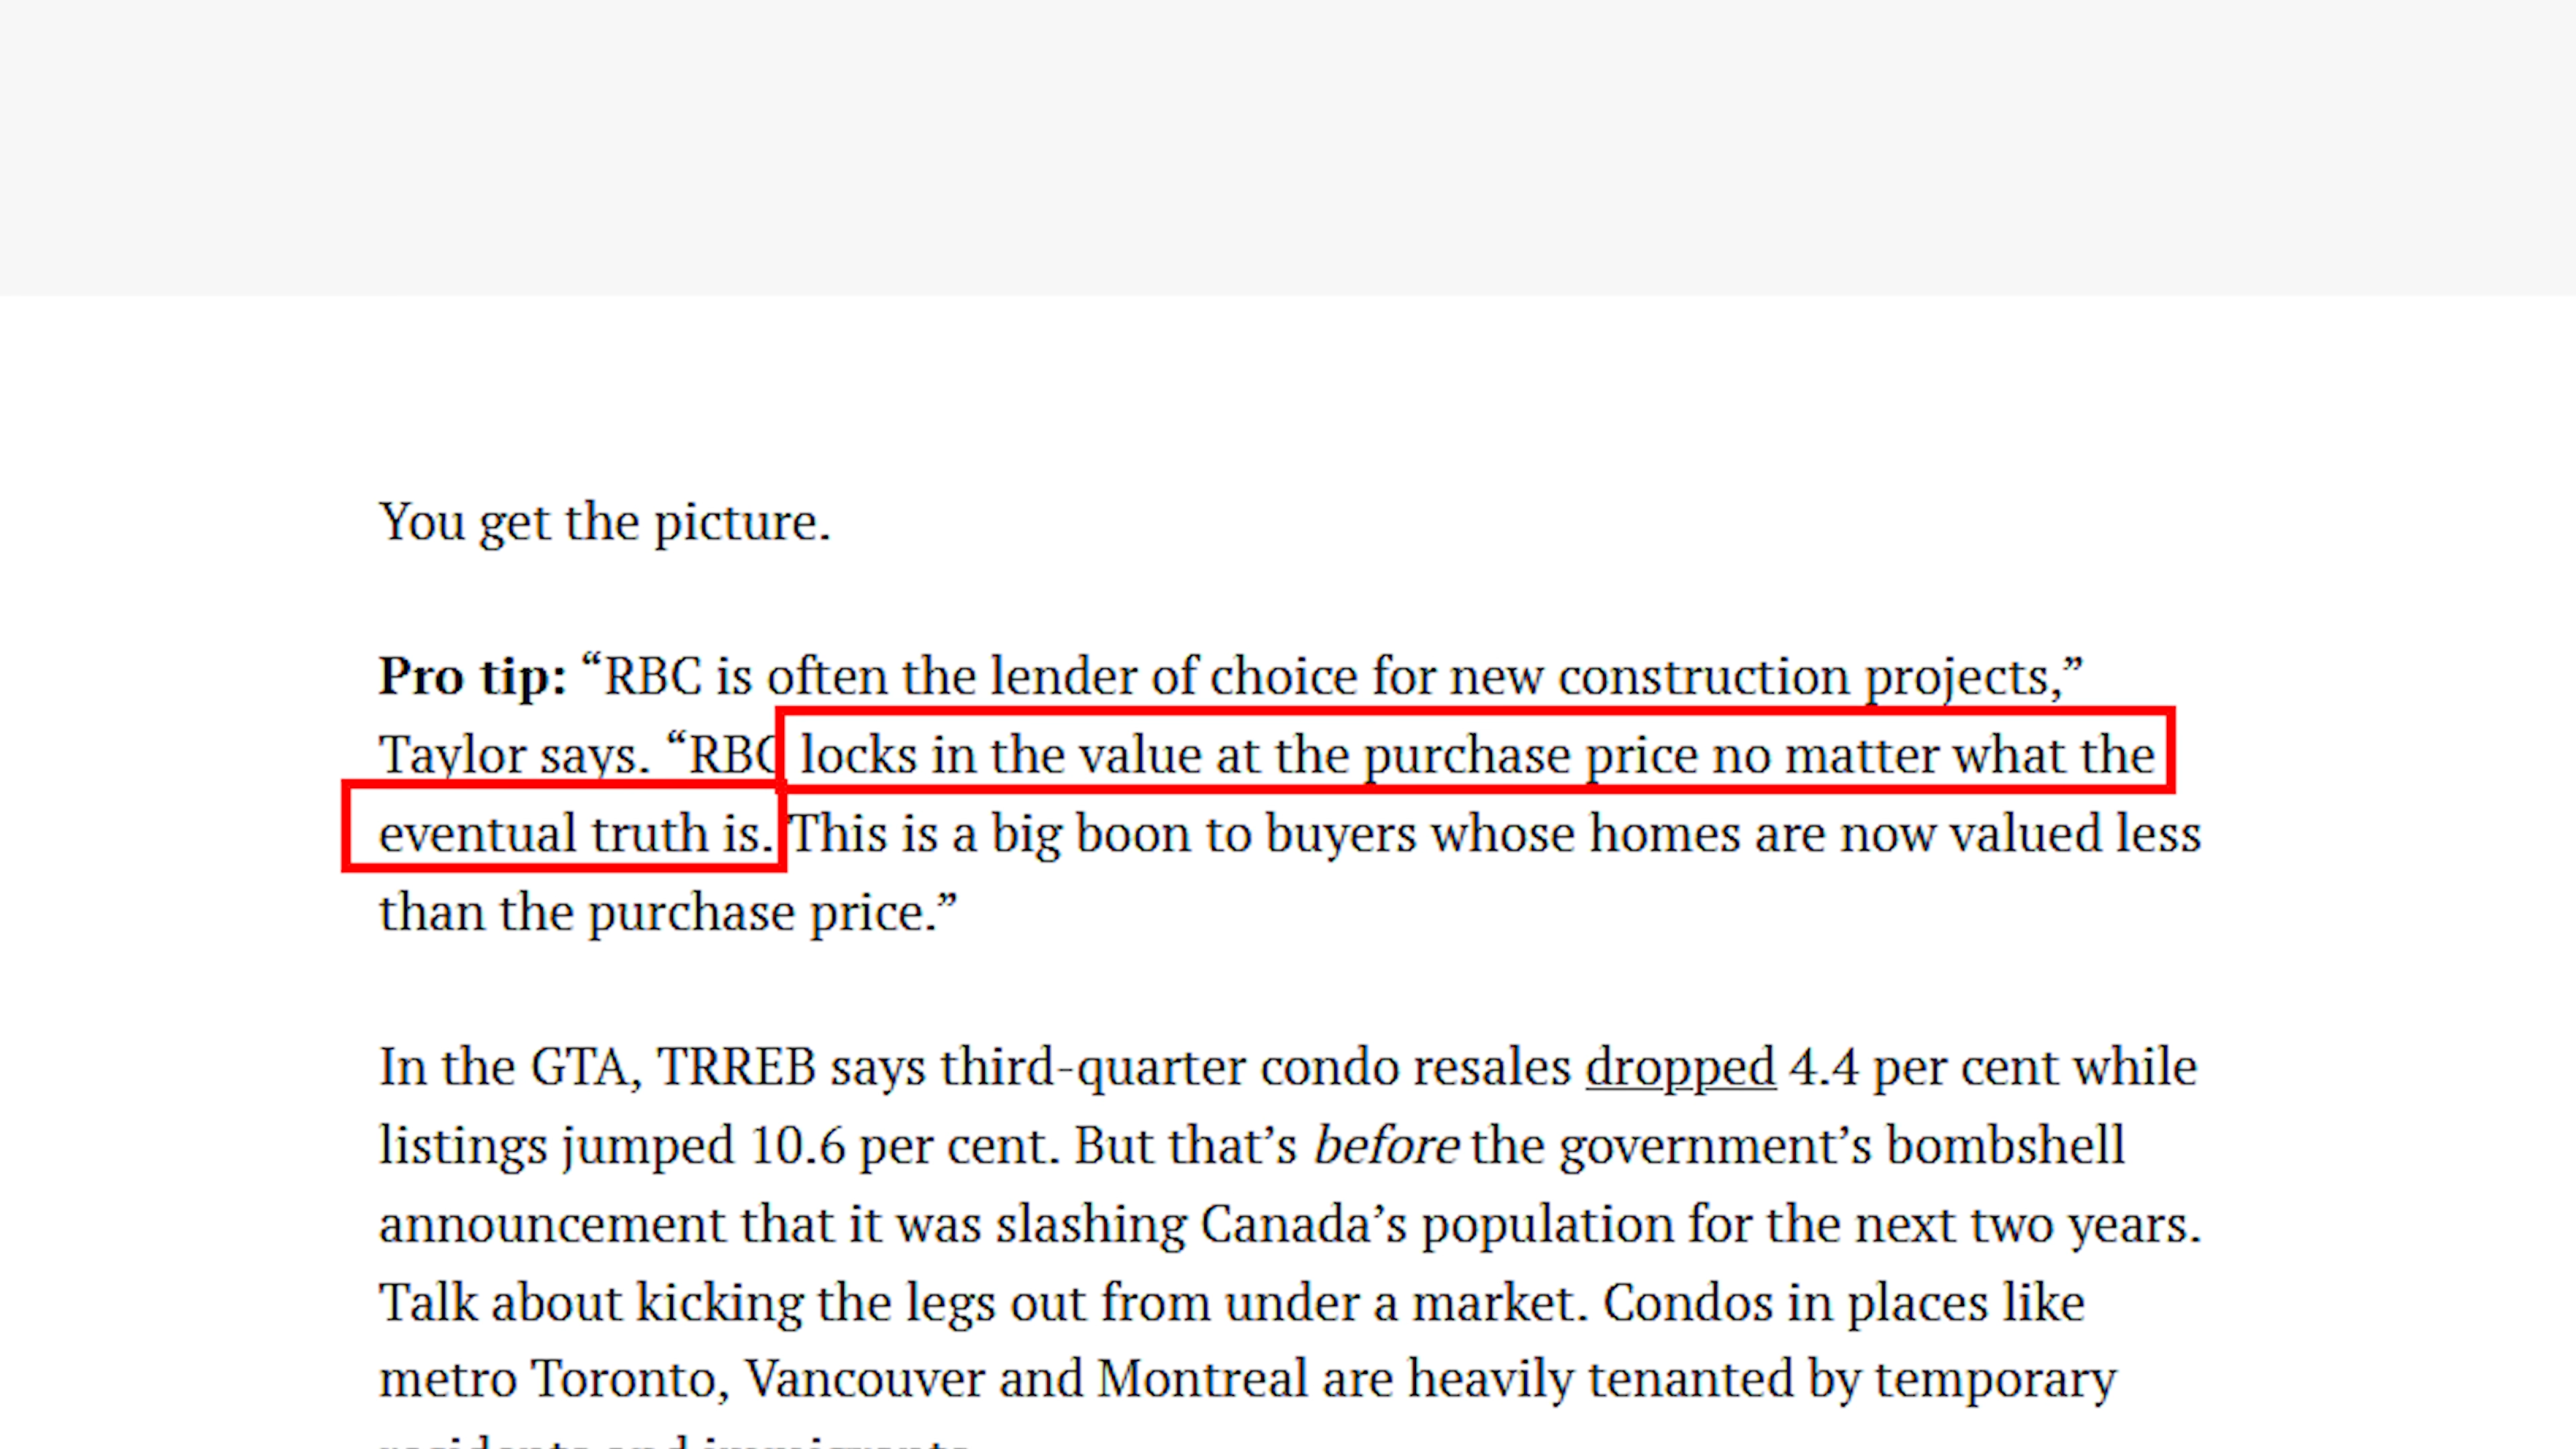 You get the picture.
Pro tip: “RBC is often the lender of choice for new construction projects,”
Taylor says. “RBC locks in the value at the purchase price no matter what the
eventual truth is. This is a big boon to buyers whose homes are now valued less
than the purchase price.”
In the GTA, TRREB says third-quarter condo resales dropped 4.4 per cent while
listings jumped 10.6 per cent. But that’s before the government’s bombshell
announcement that it was slashing Canada’s population for the next two years.
Talk about kicking the legs out from under a market. Condos in places like
metro Toronto, Vancouver and Montreal are heavily tenanted by temporary